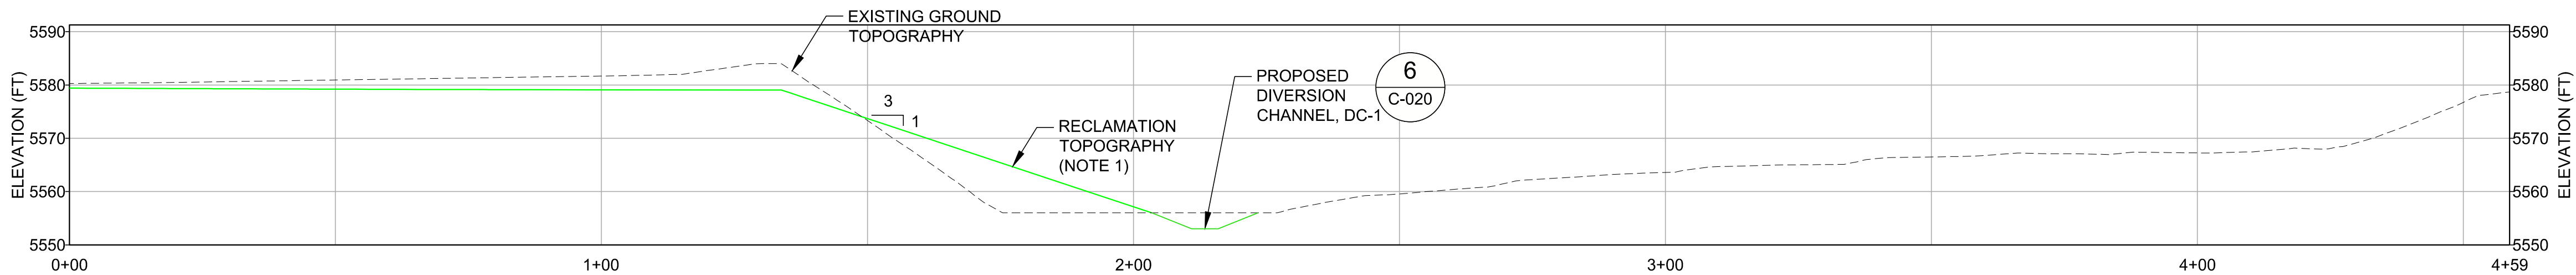 EXISTING GROUND
TOPOGRAPHY
5590
5580
5570
5560
5550
ELEVATION (FT)
3
1
RECLAMATION
TOPOGRAPHY
(NOTE 1)
PROPOSED
DIVERSION
CHANNEL, DC-1
6
C-020
5590
5580
5570
5560
5550
ELEVATION (FT)
0+00
1+00
2+00
3+00
4+00
4+59